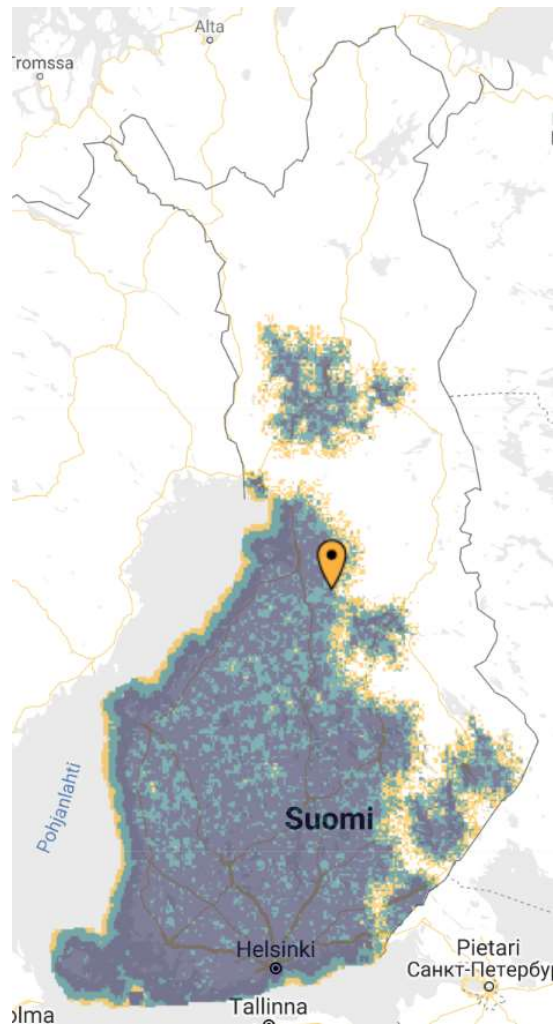 Alta
Tromssa
Pohjanlahti
Suomi
Helsinki
Pietari
Санкт-Петербур
olma
Tallinna